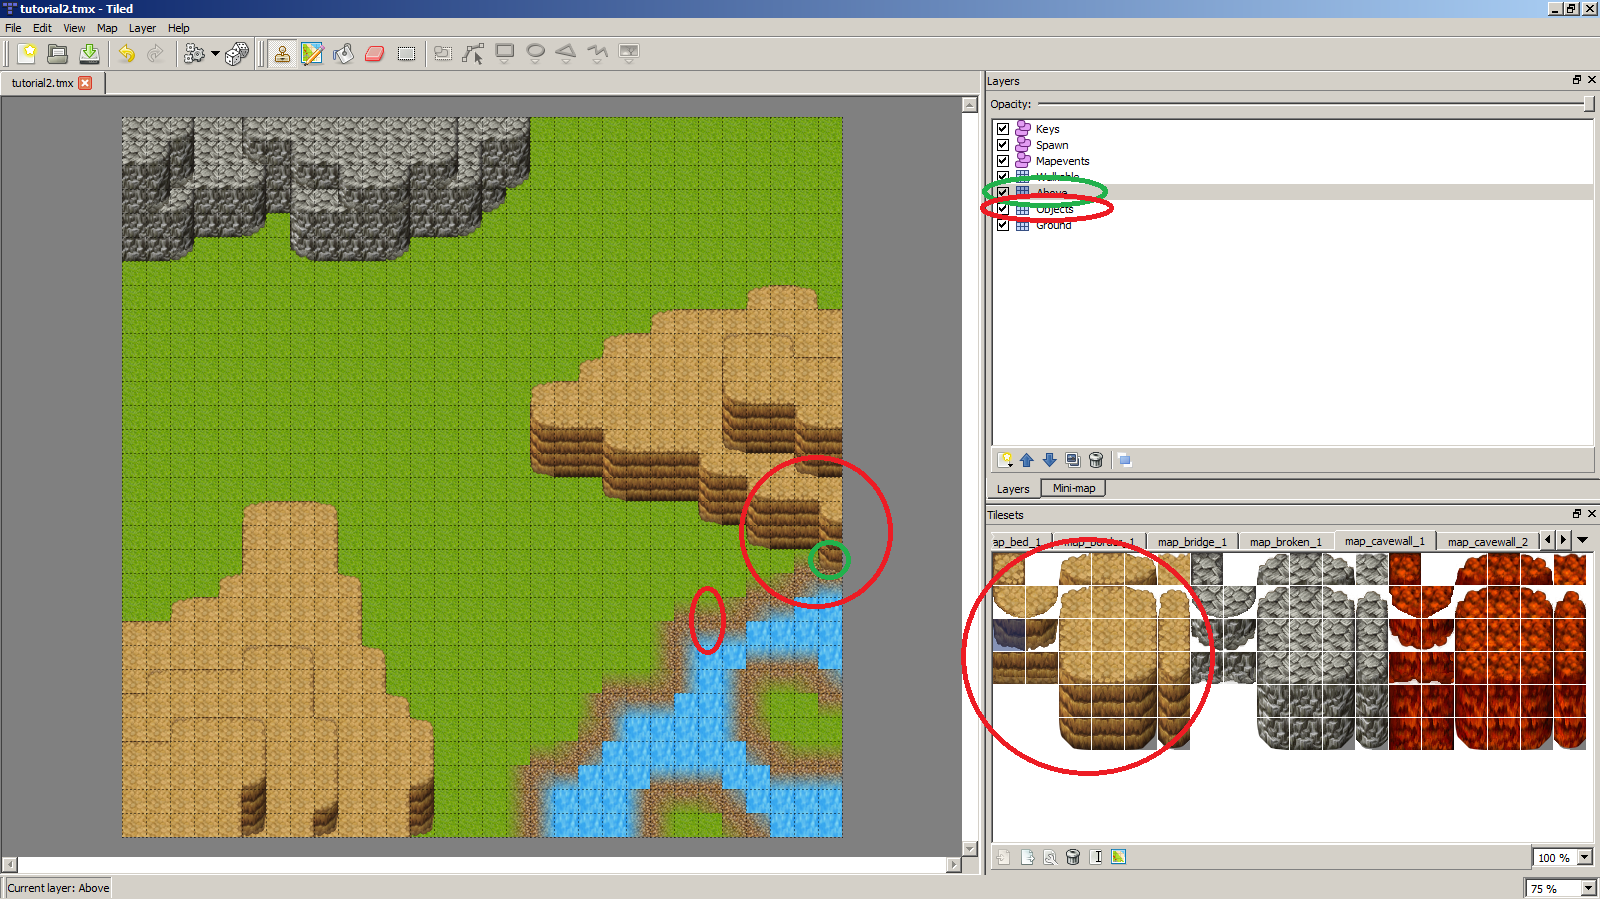 tutorial2.tmx - Tiled
File Edit View Map Layer Help
tutorial2.tmx
Layers
Opacity:
Keys
Spawn
Mapevents
Walkable
Above
Objects
Ground
Layers Mini-map
Tilesets
ap_bed_1 map_border_1 map_bridge_1 map_broken_1 map_cavewall_1 map_cavewall_2
100 %
Current layer: Above
75 %